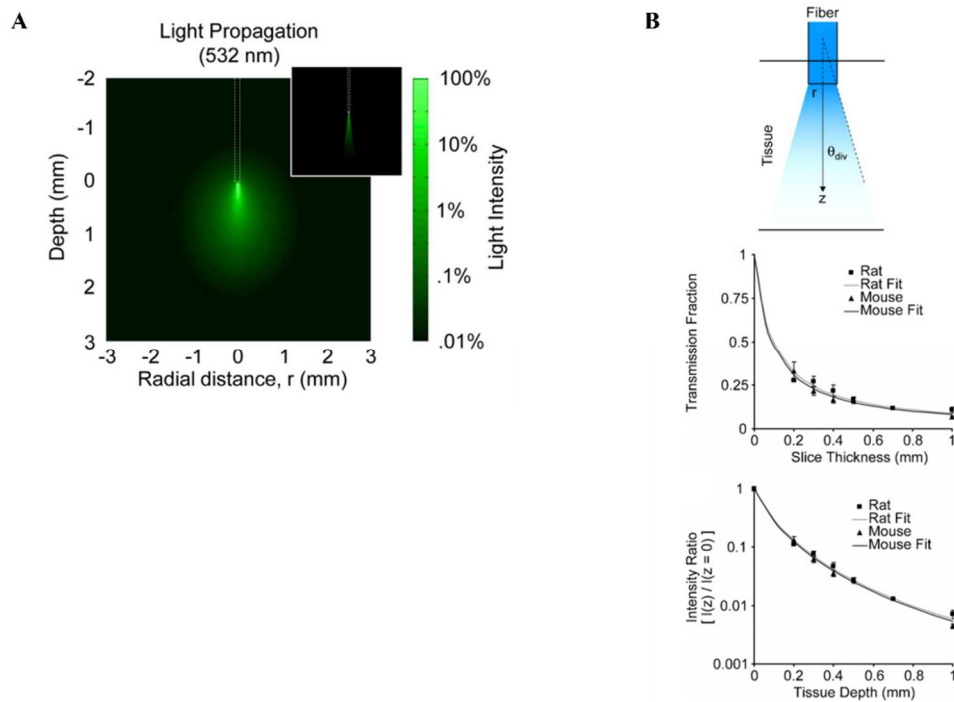 A
Light Propagation
(532 nm)
-2
-1
0
1
2
3
Depth (mm)
-3
-2
-1
0
1
2
3
Radial distance, r (mm)
100%
10%
1%
.1%
.01%
Light Intensity
B
Fiber
r
Tissue
θdiv
z
1
0.75
0.5
0.25
0
Transmission Fraction
Rat
Rat Fit
Mouse
Mouse Fit
0
0.2
0.4
0.6
0.8
1
Slice Thickness (mm)
1
0.1
0.01
0.001
Intensity Ratio
[ I(z) / I(z = 0) ]
Rat
Rat Fit
Mouse
Mouse Fit
0
0.2
0.4
0.6
0.8
1
Tissue Depth (mm)